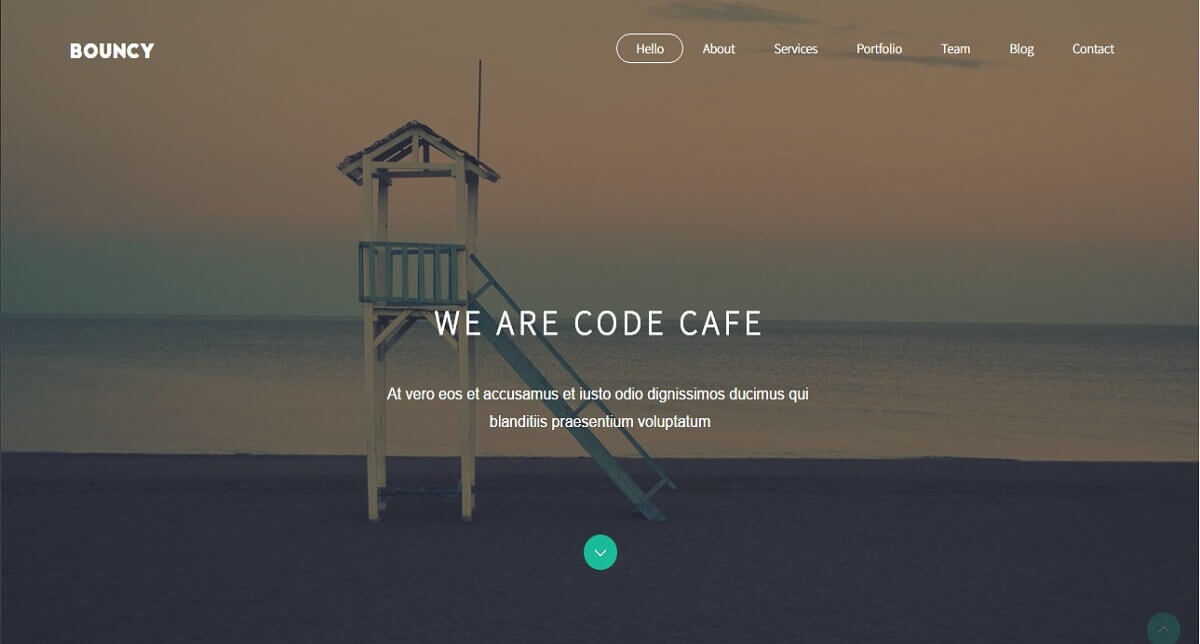 BOUNCY
Hello About Services Portfolio Team Blog Contact
WE ARE CODE CAFE
At vero eos et accusamus et iusto odio dignissimos ducimus qui
blanditiis praesentium voluptatum